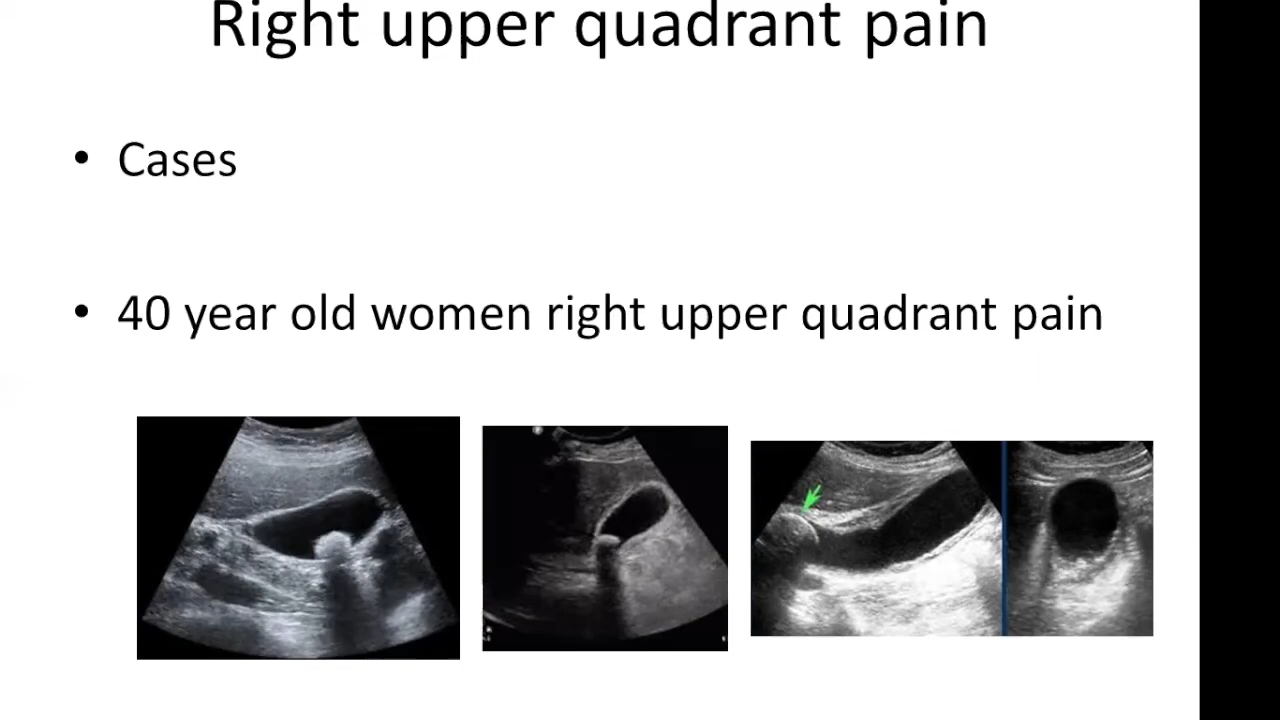 Right upper quadrant pain
• Cases
• 40 year old women right upper quadrant pain